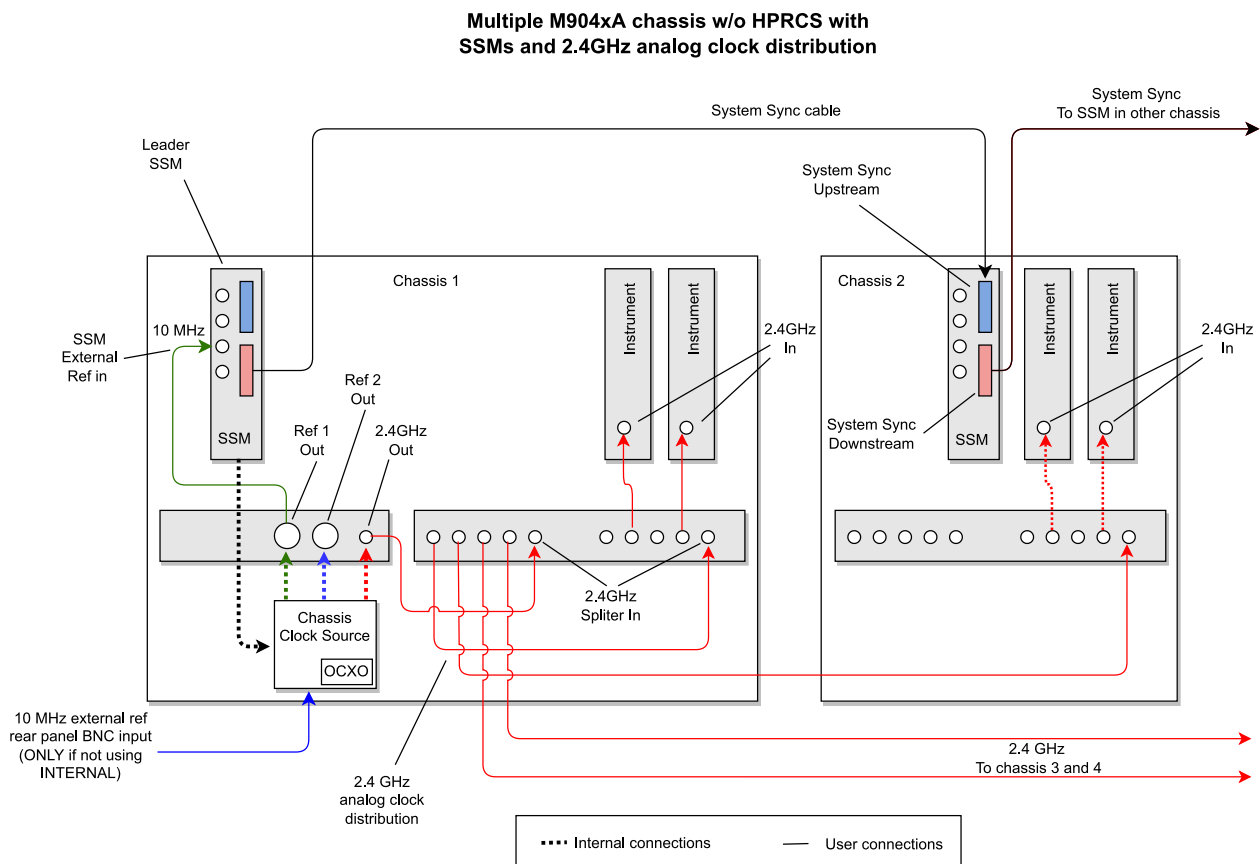 Multiple M904xA chassis w/o HPRCS with
SSMs and 2.4GHz analog clock distribution
System Sync cable
System Sync
To SSM in other chassis
Leader
SSM
System Sync
Upstream
Chassis 1
Chassis 2
Instrument
Instrument
Instrument
Instrument
10 MHz
SSM
External
Ref in
2.4GHz
In
2.4GHz
In
Ref 2
Out
Ref 1
Out
2.4GHz
Out
SSM
System Sync
Downstream
SSM
2.4GHz
Spliter In
Chassis
Clock Source
OCXO
10 MHz external ref
rear panel BNC input
(ONLY if not using
INTERNAL)
2.4 GHz
To chassis 3 and 4
2.4 GHz
analog clock
distribution
Internal connections
User connections